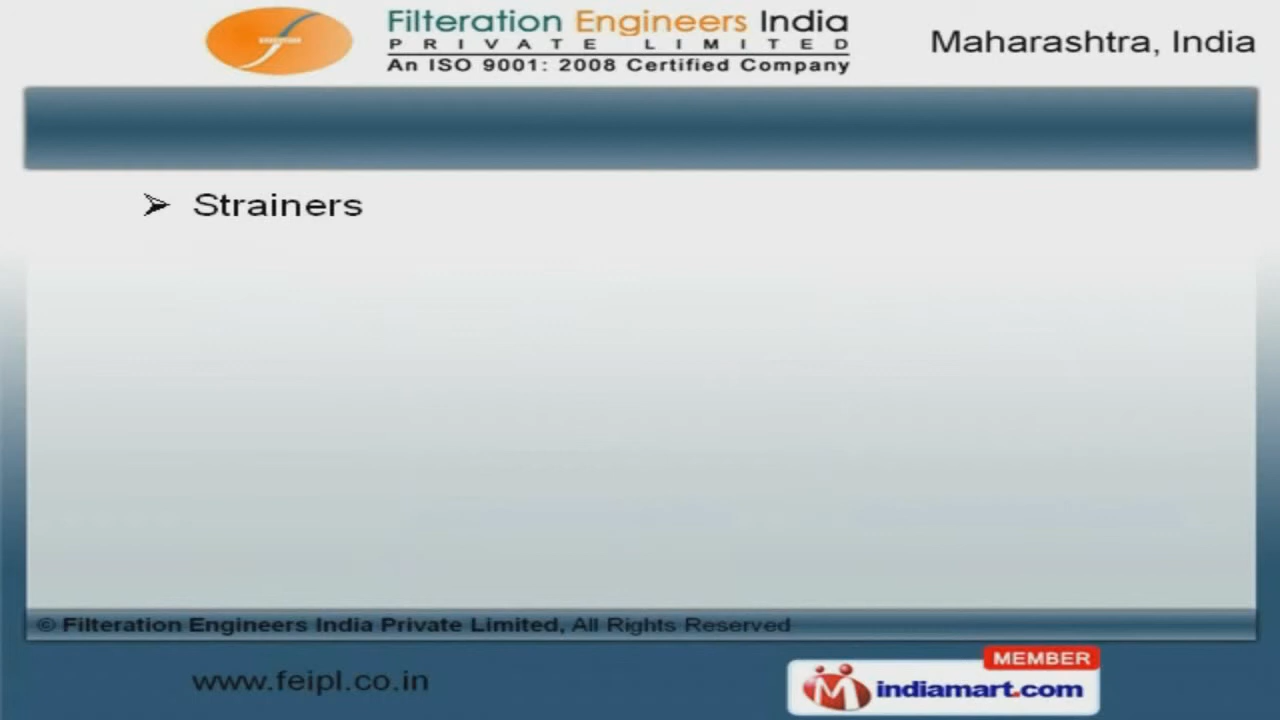 Filteration Engineers India
PRIVATE LIMITED
An ISO 9001: 2008 Certified Company
Maharashtra, India
Strainers
© Filteration Engineers India Private Limited, All Rights Reserved
www.feipl.co.in
MEMBER
indiamart.com